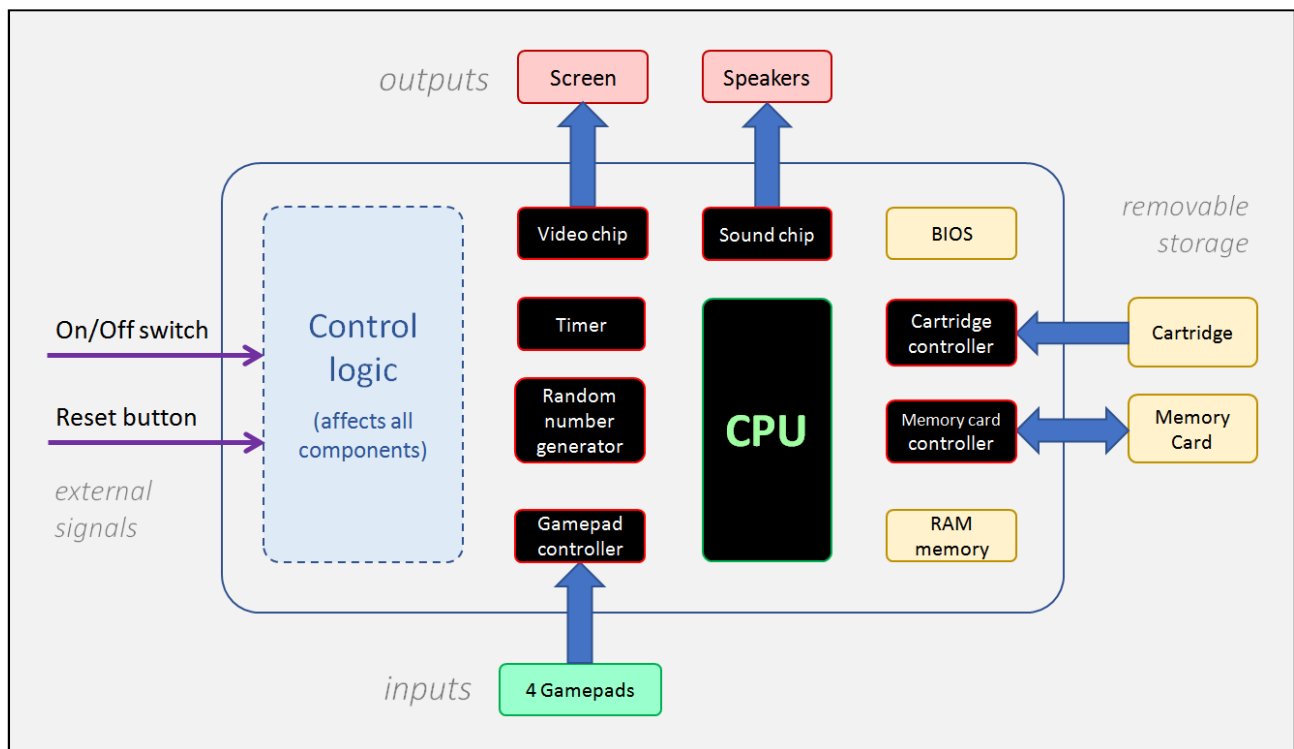 outputs
Screen
Speakers
Video chip
Sound chip
BIOS
removable
storage
On/Off switch
Reset button
external
signals
Control
logic
(affects all
components)
Timer
Random
number
generator
Gamepad
controller
CPU
Cartridge
controller
Cartridge
Memory card
controller
Memory
Card
RAM
memory
inputs
4 Gamepads